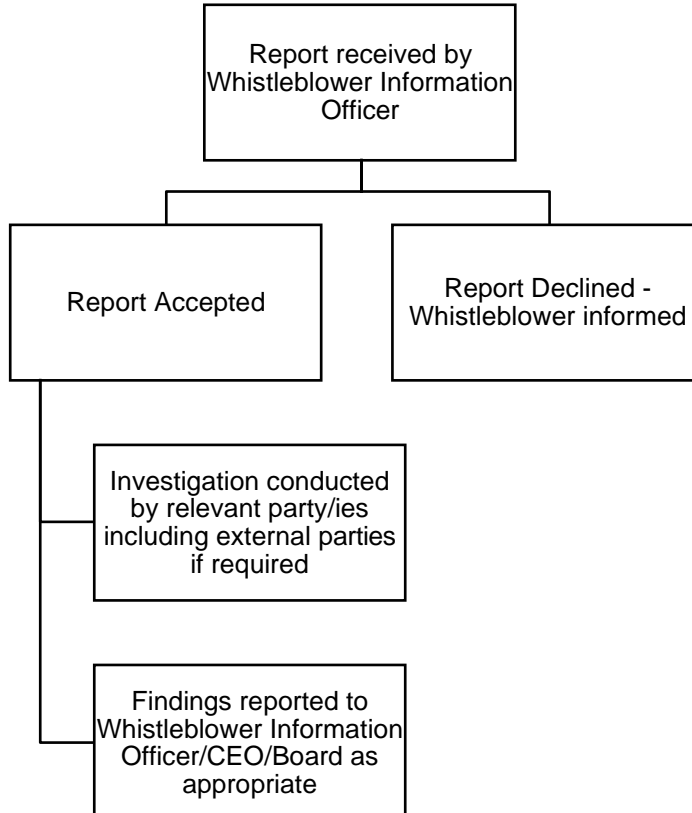 Report received by
Whistleblower Information
Officer
Report Accepted
Report Declined -
Whistleblower informed
Investigation conducted
by relevant party/ies
including external parties
if required
Findings reported to
Whistleblower Information
Officer/CEO/Board as
appropriate